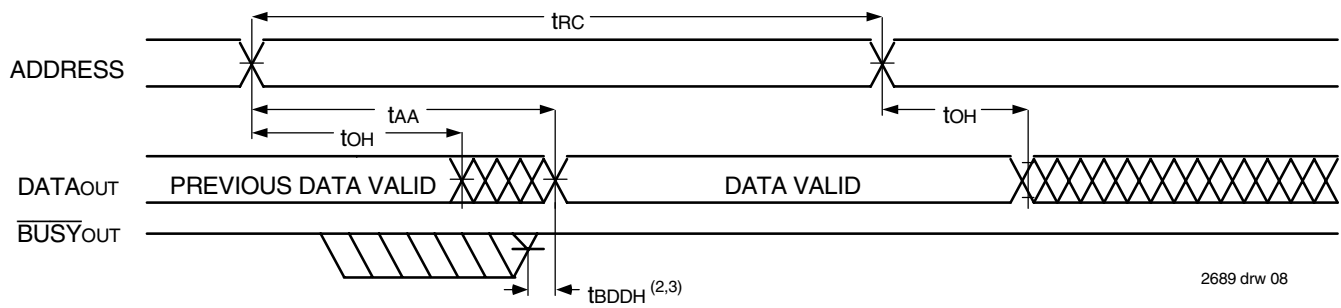 tRC
ADDRESS
tAA
tOH
tOH
DATAOUT
PREVIOUS DATA VALID
DATA VALID
BUSYOUT
tBDDH (2,3)
2689 drw 08